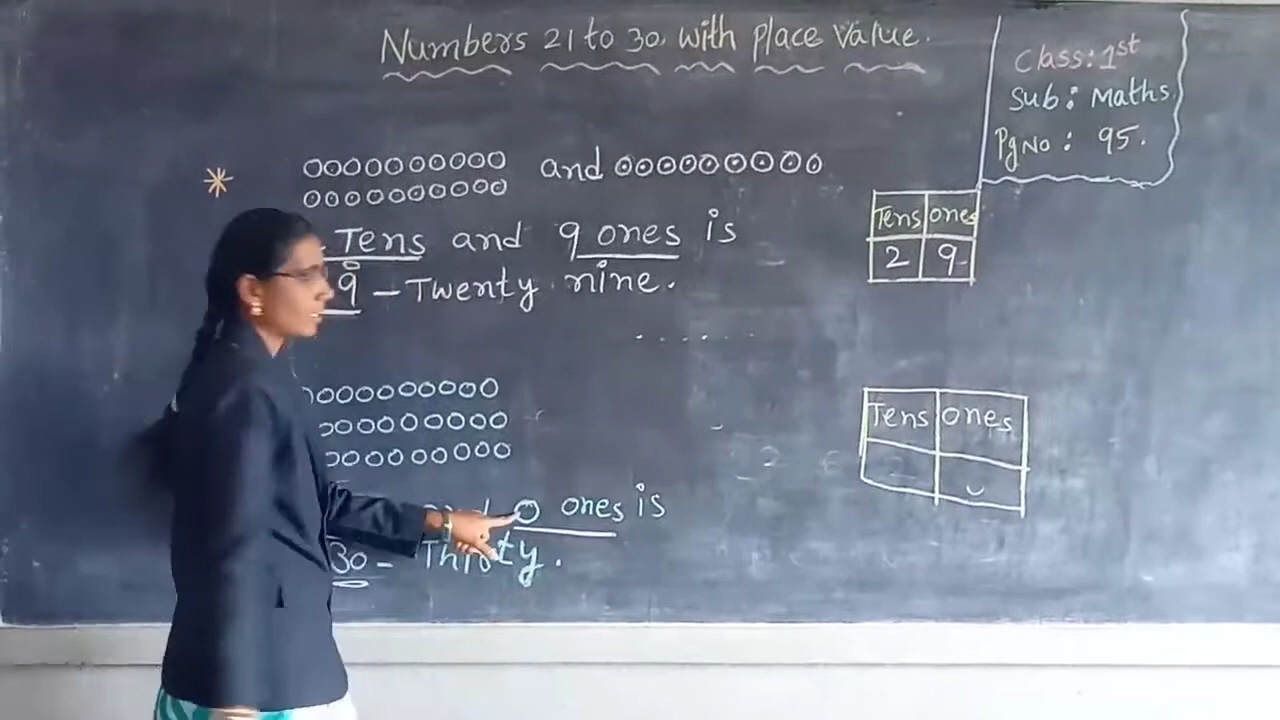 Numbers 21 to 30 with place value.
Class: 1st
Sub: Maths
Pg No: 95.
and
Tens and 9 ones is
9 - Twenty nine.
Tens ones
2 9
Tens ones
0 ones is
30 - Thirty.